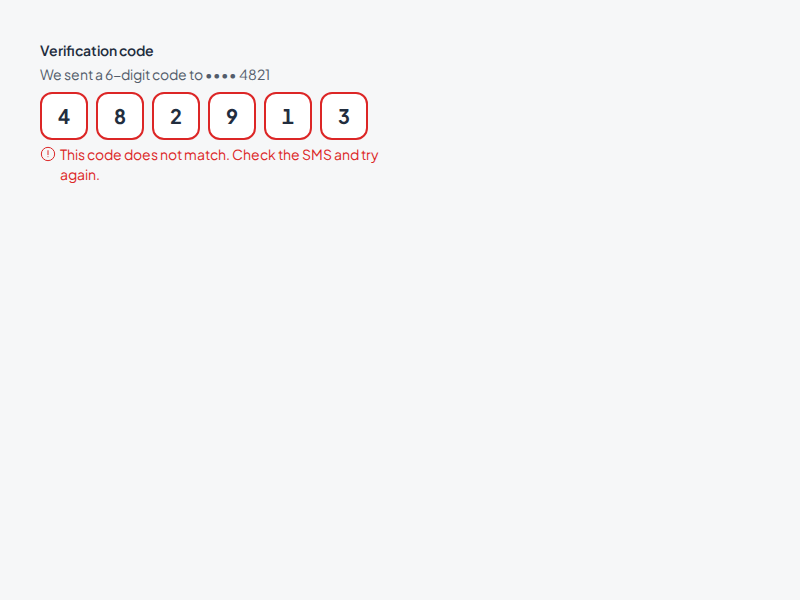 Verification code
We sent a 6-digit code to •••• 4821
4 8 2 9 1 3
This code does not match. Check the SMS and try
again.